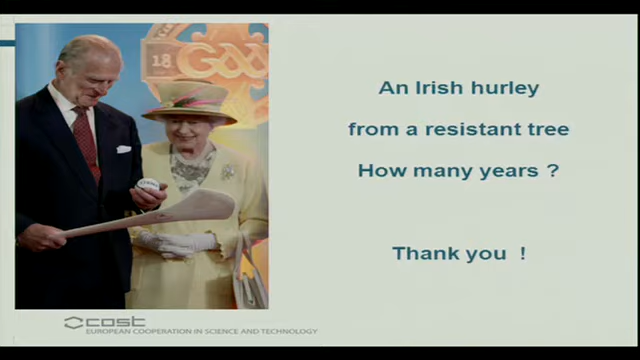 18
GAA
An Irish hurley
from a resistant tree
How many years ?
Thank you !
cost
EUROPEAN COOPERATION IN SCIENCE AND TECHNOLOGY